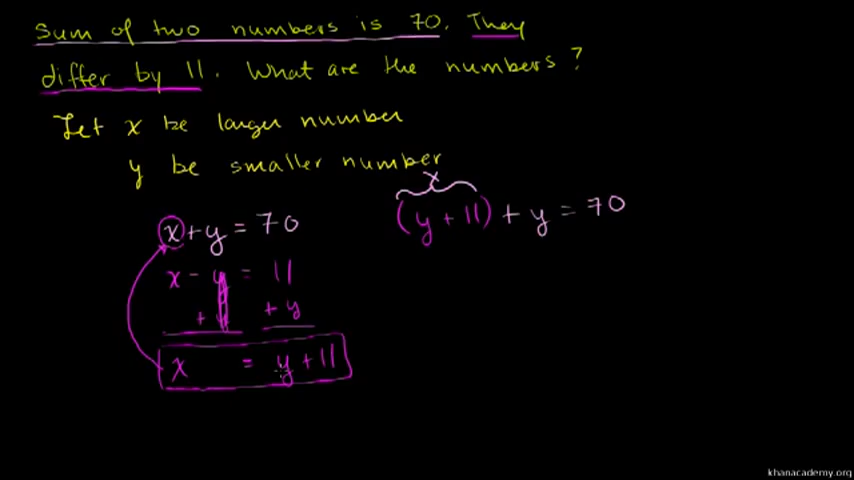 Sum of two numbers is 70. They
differ by 11. What are the numbers?
Let x be larger number
y be smaller number
x
x+y=70
(y+11)+y=70
x-y = 11
+y +y
x = y+11
khanacademy.org